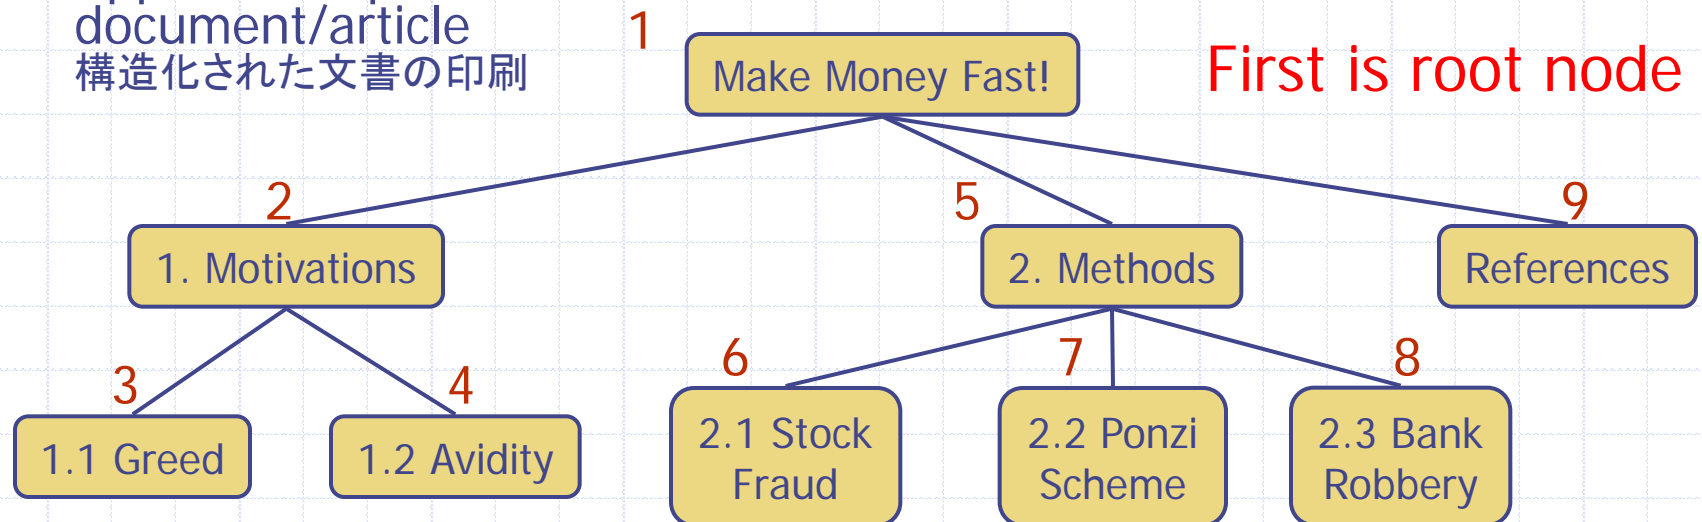 document/article
構造化された文書の印刷
1
Make Money Fast!
First is root node
2
5
9
1. Motivations
2. Methods
References
3
4
6
7
8
1.1 Greed
1.2 Avidity
2.1 Stock
Fraud
2.2 Ponzi
Scheme
2.3 Bank
Robbery